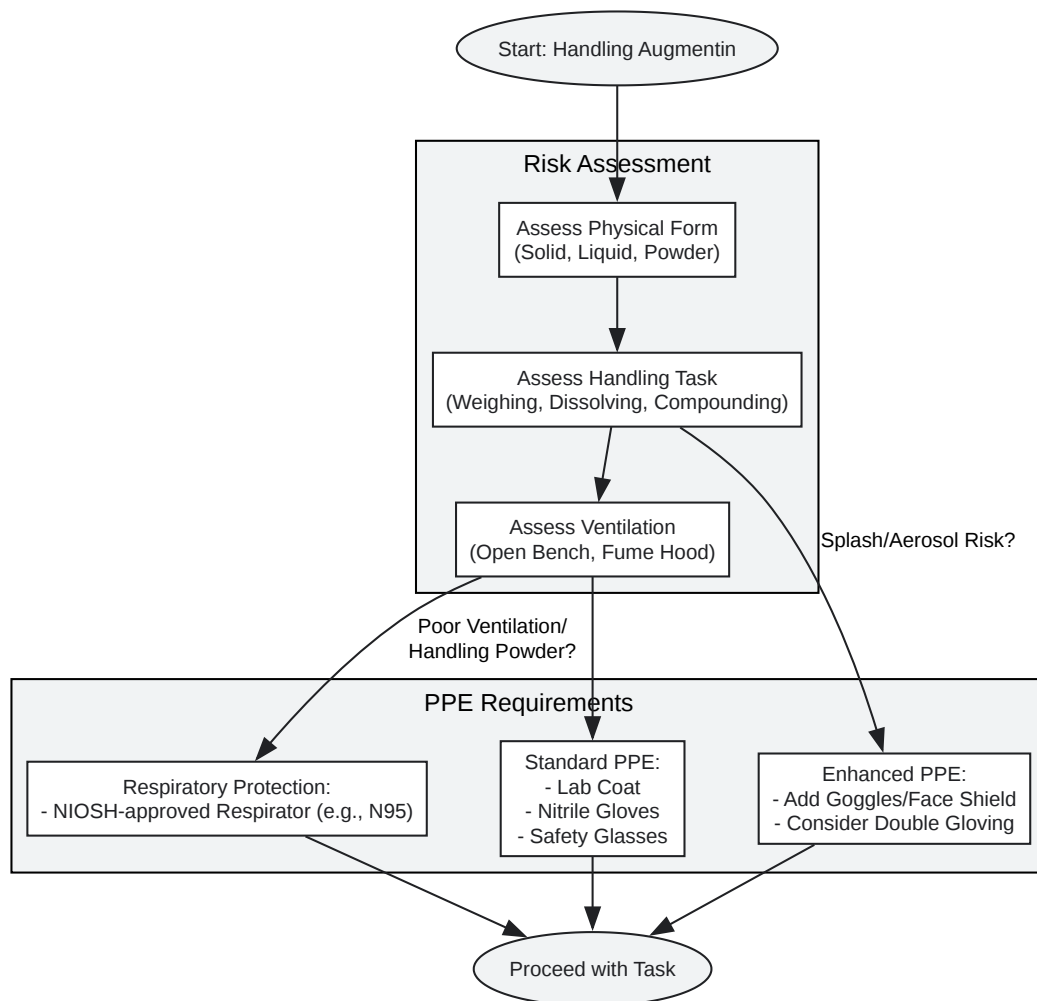 Start: Handling Augmentin
Risk Assessment
Assess Physical Form
(Solid, Liquid, Powder)
Assess Handling Task
(Weighing, Dissolving, Compounding)
Assess Ventilation
(Open Bench, Fume Hood)
Splash/Aerosol Risk?
Poor Ventilation/
Handling Powder?
PPE Requirements
Respiratory Protection:
- NIOSH-approved Respirator (e.g., N95)
Standard PPE:
- Lab Coat
- Nitrile Gloves
- Safety Glasses
Enhanced PPE:
- Add Goggles/Face Shield
- Consider Double Gloving
Proceed with Task